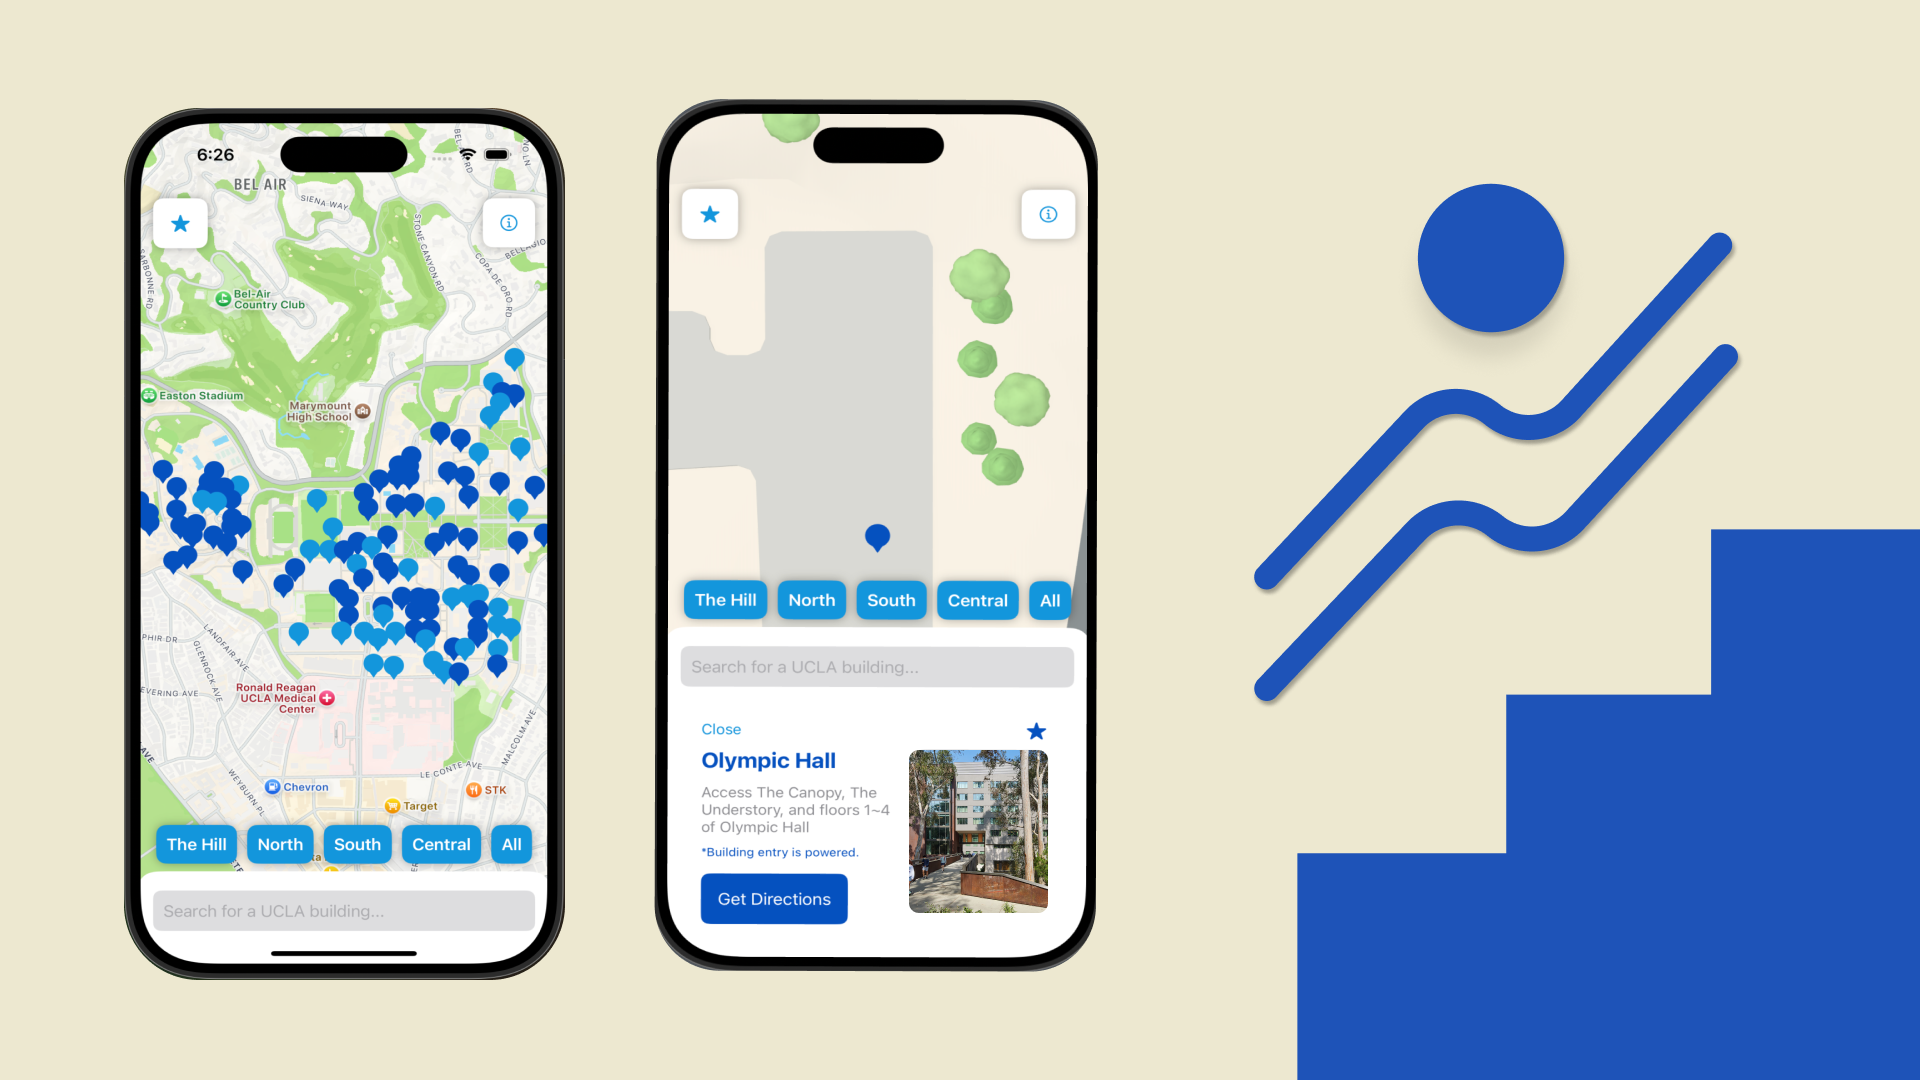 6:26
BEL AIR
SIENA WAY
STONE CANYON RD
COPA DE ORO RD
Bel-Air
Country Club
Easton Stadium
Marymount
High School
LANDFAIR AVE
GLENROCK AVE
Ronald Reagan
UCLA Medical
Center
MALCOLM AVE
LE CONTE AVE
WEYBURN PL
Chevron
STK
Target
The Hill
North
South
Central
All
Search for a UCLA building...
The Hill
North
South
Central
All
Search for a UCLA building...
Close
Olympic Hall
Access The Canopy, The
Understory, and floors 1~4
of Olympic Hall
*Building entry is powered.
Get Directions